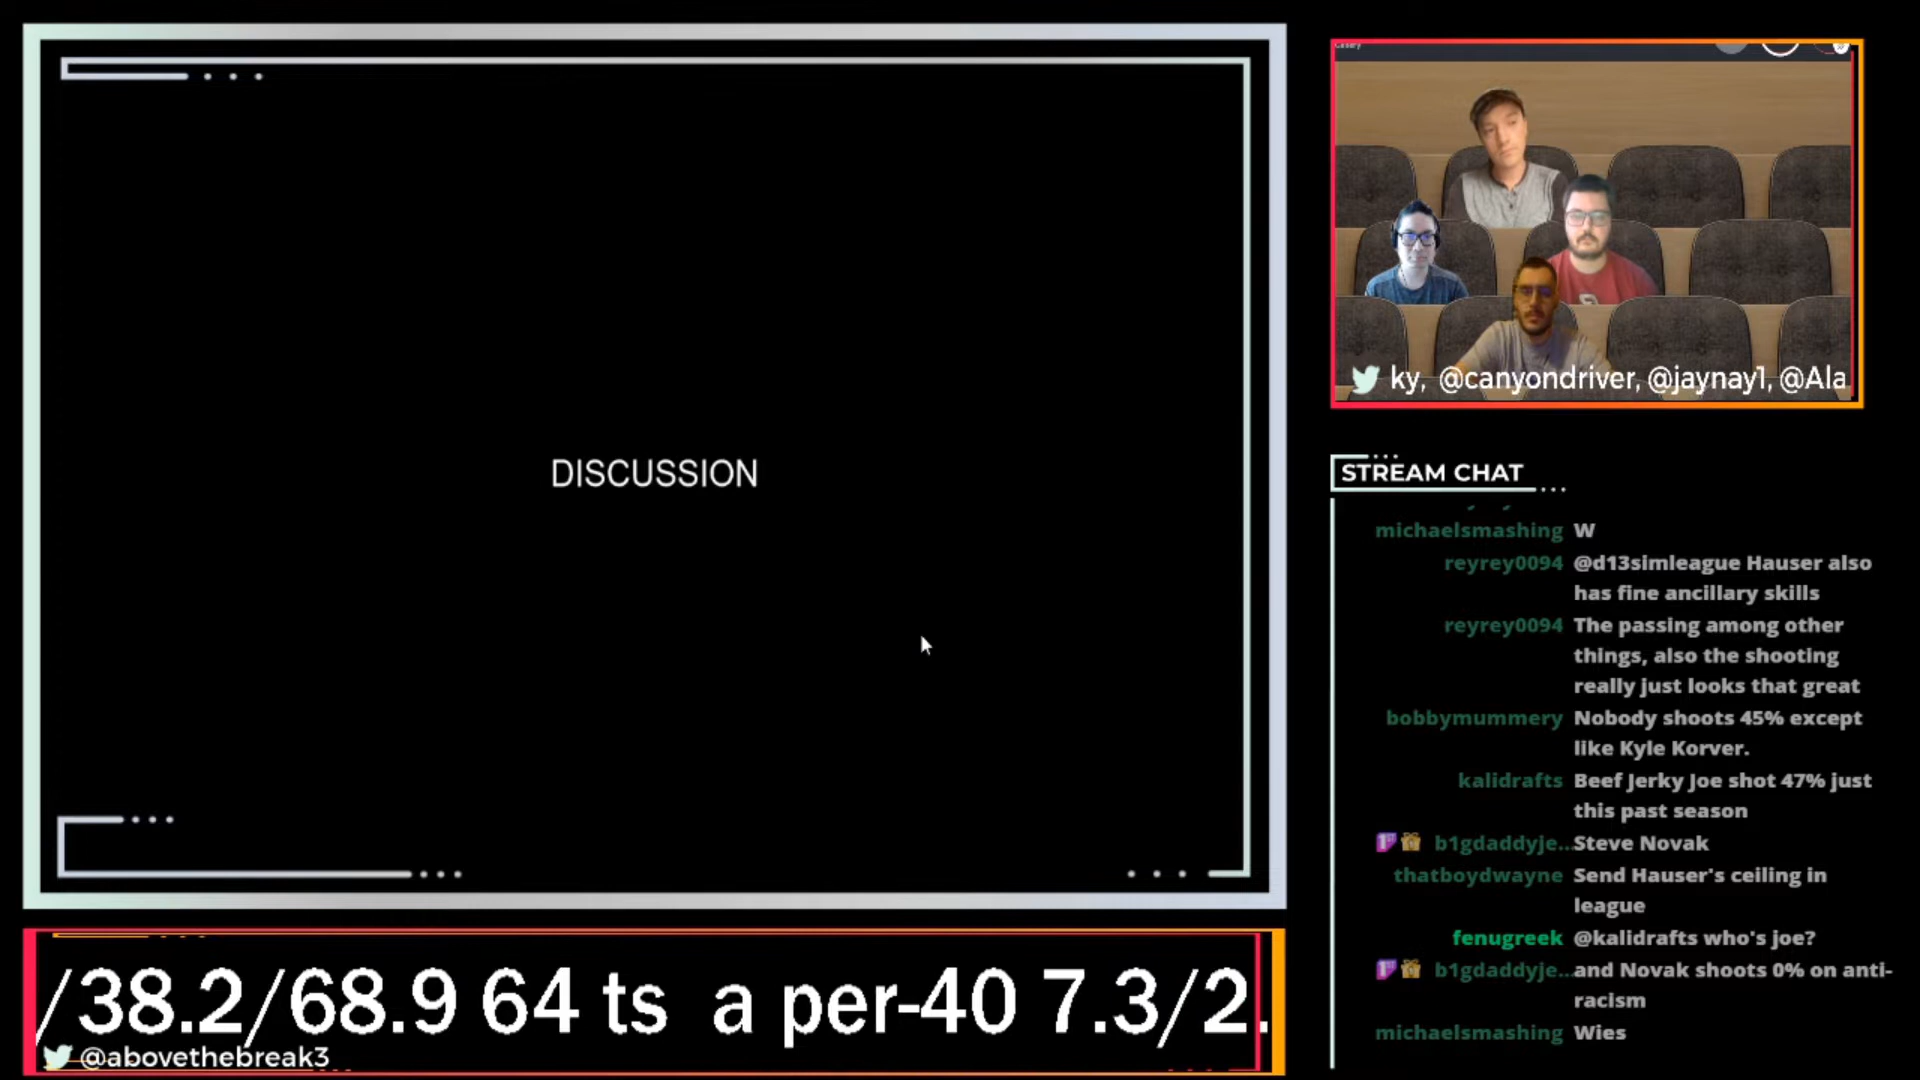 Casey
ky, @canyondriver, @jaynay1, @Ala
DISCUSSION
STREAM CHAT
michaelsmashing W
reyrey0094 @d13simleague Hauser also
has fine ancillary skills
reyrey0094 The passing among other
things, also the shooting
really just looks that great
bobbymummery Nobody shoots 45% except
like Kyle Korver.
kalidrafts Beef Jerky Joe shot 47% just
this past season
b1gdaddyje...Steve Novak
thatboydwayne Send Hauser's ceiling in
league
fenugreek @kalidrafts who's joe?
b1gdaddyje...and Novak shoots 0% on anti-
racism
michaelsmashing Wies
/38.2/68.9 64 ts a per-40 7.3/2.
@abovethebreak3